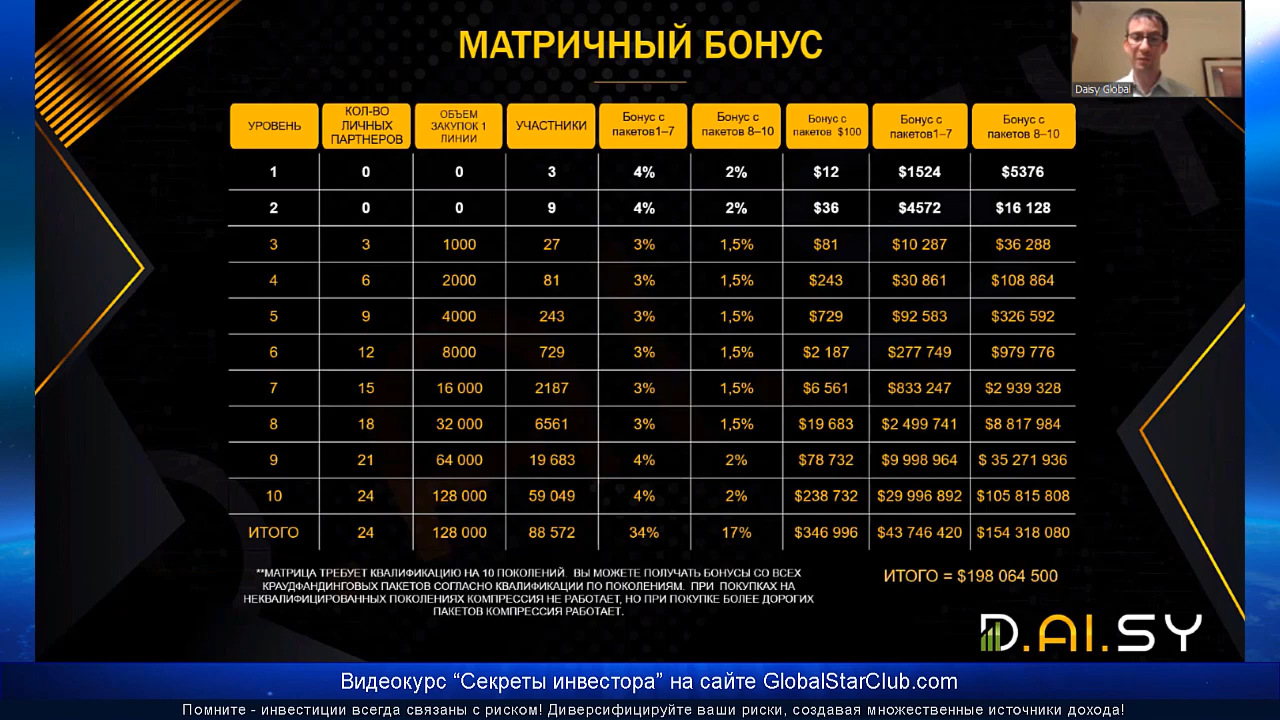 МАТРИЧНЫЙ БОНУС
Daisy Global
УРОВЕНЬ КОЛ-ВО ЛИЧНЫХ ПАРТНЕРОВ ОБЪЕМ ЗАКУПОК 1 ЛИНИИ УЧАСТНИКИ Бонус с пакетов1–7 Бонус с пакетов 8–10 Бонус с пакетов $100 Бонус с пакетов1–7 Бонус с пакетов 8–10
1 0 0 3 4% 2% $12 $1524 $5376
2 0 0 9 4% 2% $36 $4572 $16 128
3 3 1000 27 3% 1,5% $81 $10 287 $36 288
4 6 2000 81 3% 1,5% $243 $30 861 $108 864
5 9 4000 243 3% 1,5% $729 $92 583 $326 592
6 12 8000 729 3% 1,5% $2 187 $277 749 $979 776
7 15 16 000 2187 3% 1,5% $6 561 $833 247 $2 939 328
8 18 32 000 6561 3% 1,5% $19 683 $2 499 741 $8 817 984
9 21 64 000 19 683 4% 2% $78 732 $9 998 964 $ 35 271 936
10 24 128 000 59 049 4% 2% $238 732 $29 996 892 $105 815 808
ИТОГО 24 128 000 88 572 34% 17% $346 996 $43 746 420 $154 318 080
**МАТРИЦА ТРЕБУЕТ КВАЛИФИКАЦИЮ НА 10 ПОКОЛЕНИЙ. ВЫ МОЖЕТЕ ПОЛУЧАТЬ БОНУСЫ СО ВСЕХ
КРАУДФАНДИНГОВЫХ ПАКЕТОВ СОГЛАСНО КВАЛИФИКАЦИИ ПО ПОКОЛЕНИЯМ. ПРИ ПОКУПКАХ НА
НЕКВАЛИФИЦИРОВАННЫХ ПОКОЛЕНИЯХ КОМПРЕССИЯ НЕ РАБОТАЕТ, НО ПРИ ПОКУПКЕ БОЛЕЕ ДОРОГИХ
ПАКЕТОВ КОМПРЕССИЯ РАБОТАЕТ.
ИТОГО = $198 064 500
D.AI.SY
Видеокурс “Секреты инвестора” на сайте GlobalStarClub.com
Помните - инвестиции всегда связаны с риском! Диверсифицируйте ваши риски, создавая множественные источники дохода!